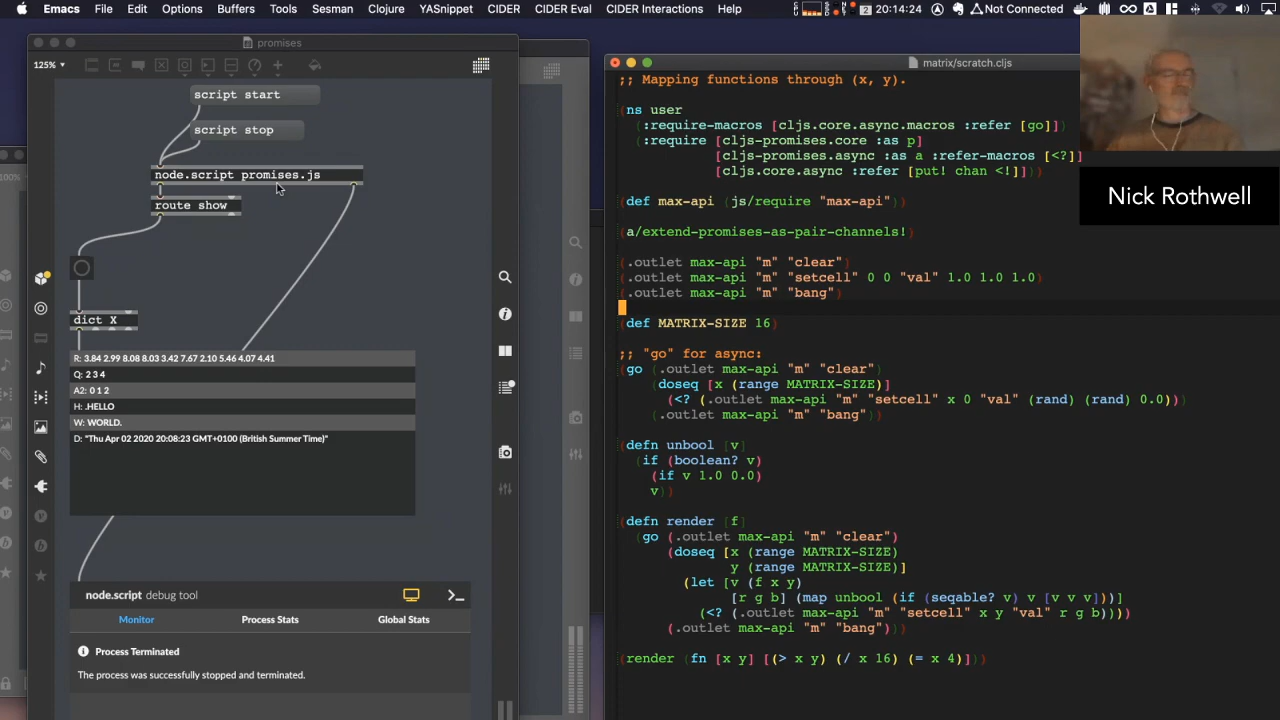 Emacs File Edit Options Buffers Tools Sesman Clojure YASnippet CIDER CIDER Eval CIDER Interactions Help 2 20:14:24 Not Connected
promises
125%
script start
script stop
node.script promises.js
route show
dict X
R: 3.84 2.99 8.08 8.03 3.42 7.67 2.10 5.46 4.07 4.41
Q: 2 3 4
A2: 0 1 2
H: .HELLO
W: WORLD.
D: "Thu Apr 02 2020 20:08:23 GMT+0100 (British Summer Time)"
node.script debug tool
Monitor Process Stats Global Stats
Process Terminated
The process was successfully stopped and terminated.
100%
matrix/scratch.cljs
;; Mapping functions through (x, y).
(ns user
(:require-macros [cljs.core.async.macros :refer [go]])
(:require [cljs-promises.core :as p]
[cljs-promises.async :as a :refer-macros [<?]]
[cljs.core.async :refer [put! chan <!]]))
(def max-api (js/require "max-api"))
(a/extend-promises-as-pair-channels!)
(.outlet max-api "m" "clear")
(.outlet max-api "m" "setcell" 0 0 "val" 1.0 1.0 1.0)
(.outlet max-api "m" "bang")
(def MATRIX-SIZE 16)
;; "go" for async:
(go (.outlet max-api "m" "clear")
(doseq [x (range MATRIX-SIZE)]
(<? (.outlet max-api "m" "setcell" x 0 "val" (rand) (rand) 0.0)))
(.outlet max-api "m" "bang"))
(defn unbool [v]
(if (boolean? v)
(if v 1.0 0.0)
v))
(defn render [f]
(go (.outlet max-api "m" "clear")
(doseq [x (range MATRIX-SIZE)
y (range MATRIX-SIZE)]
(let [v (f x y)
[r g b] (map unbool (if (seqable? v) v [v v v]))]
(<? (.outlet max-api "m" "setcell" x y "val" r g b))))
(.outlet max-api "m" "bang")))
(render (fn [x y] [(> x y) (/ x 16) (= x 4)]))
Nick Rothwell